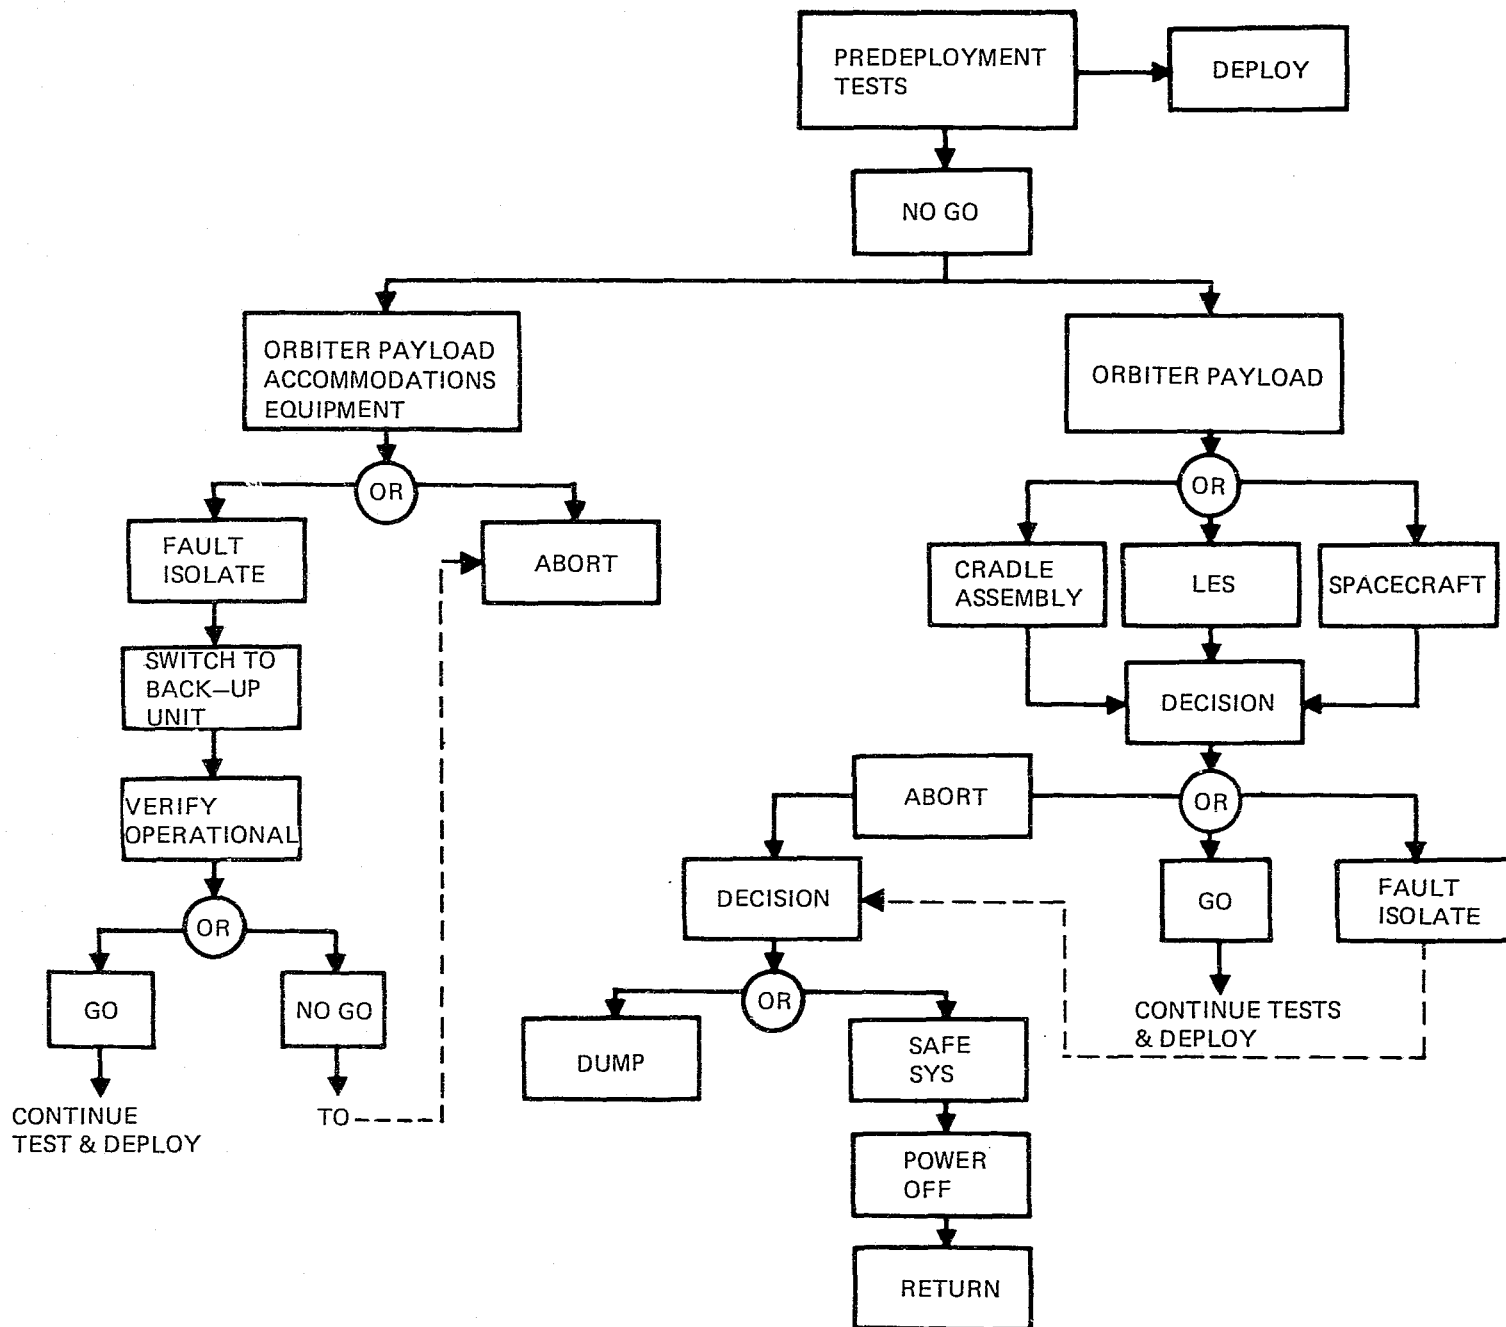 PREDEPLOYMENT
TESTS
DEPLOY
NO GO
ORBITER PAYLOAD
ACCOMMODATIONS
EQUIPMENT
ORBITER PAYLOAD
OR
OR
FAULT
ISOLATE
ABORT
CRADLE
ASSEMBLY
LES
SPACECRAFT
SWITCH TO
BACK–UP
UNIT
DECISION
VERIFY
OPERATIONAL
ABORT
OR
DECISION
GO
FAULT
ISOLATE
OR
GO
NO GO
OR
CONTINUE TESTS
& DEPLOY
DUMP
SAFE
SYS
CONTINUE
TEST & DEPLOY
TO
POWER
OFF
RETURN